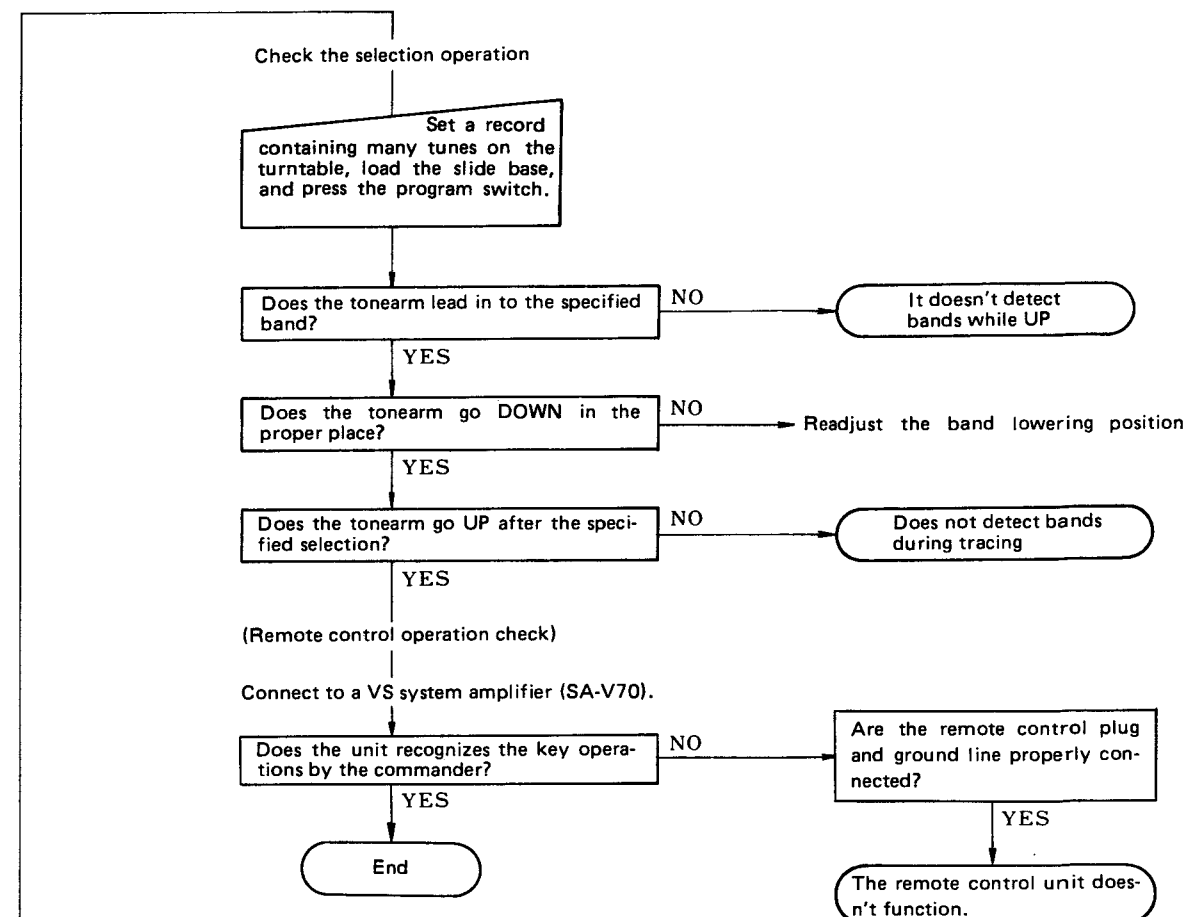 Check the selection operation
Set a record
containing many tunes on the
turntable, load the slide base,
and press the program switch.
Does the tonearm lead in to the specified
band?
NO
It doesn't detect
bands while UP
YES
Does the tonearm go DOWN in the
proper place?
NO
Readjust the band lowering position
YES
Does the tonearm go UP after the speci-
fied selection?
NO
Does not detect bands
during tracing
YES
(Remote control operation check)
Connect to a VS system amplifier (SA-V70).
Does the unit recognizes the key opera-
tions by the commander?
NO
Are the remote control plug
and ground line properly con-
nected?
YES
End
YES
The remote control unit does-
n't function.